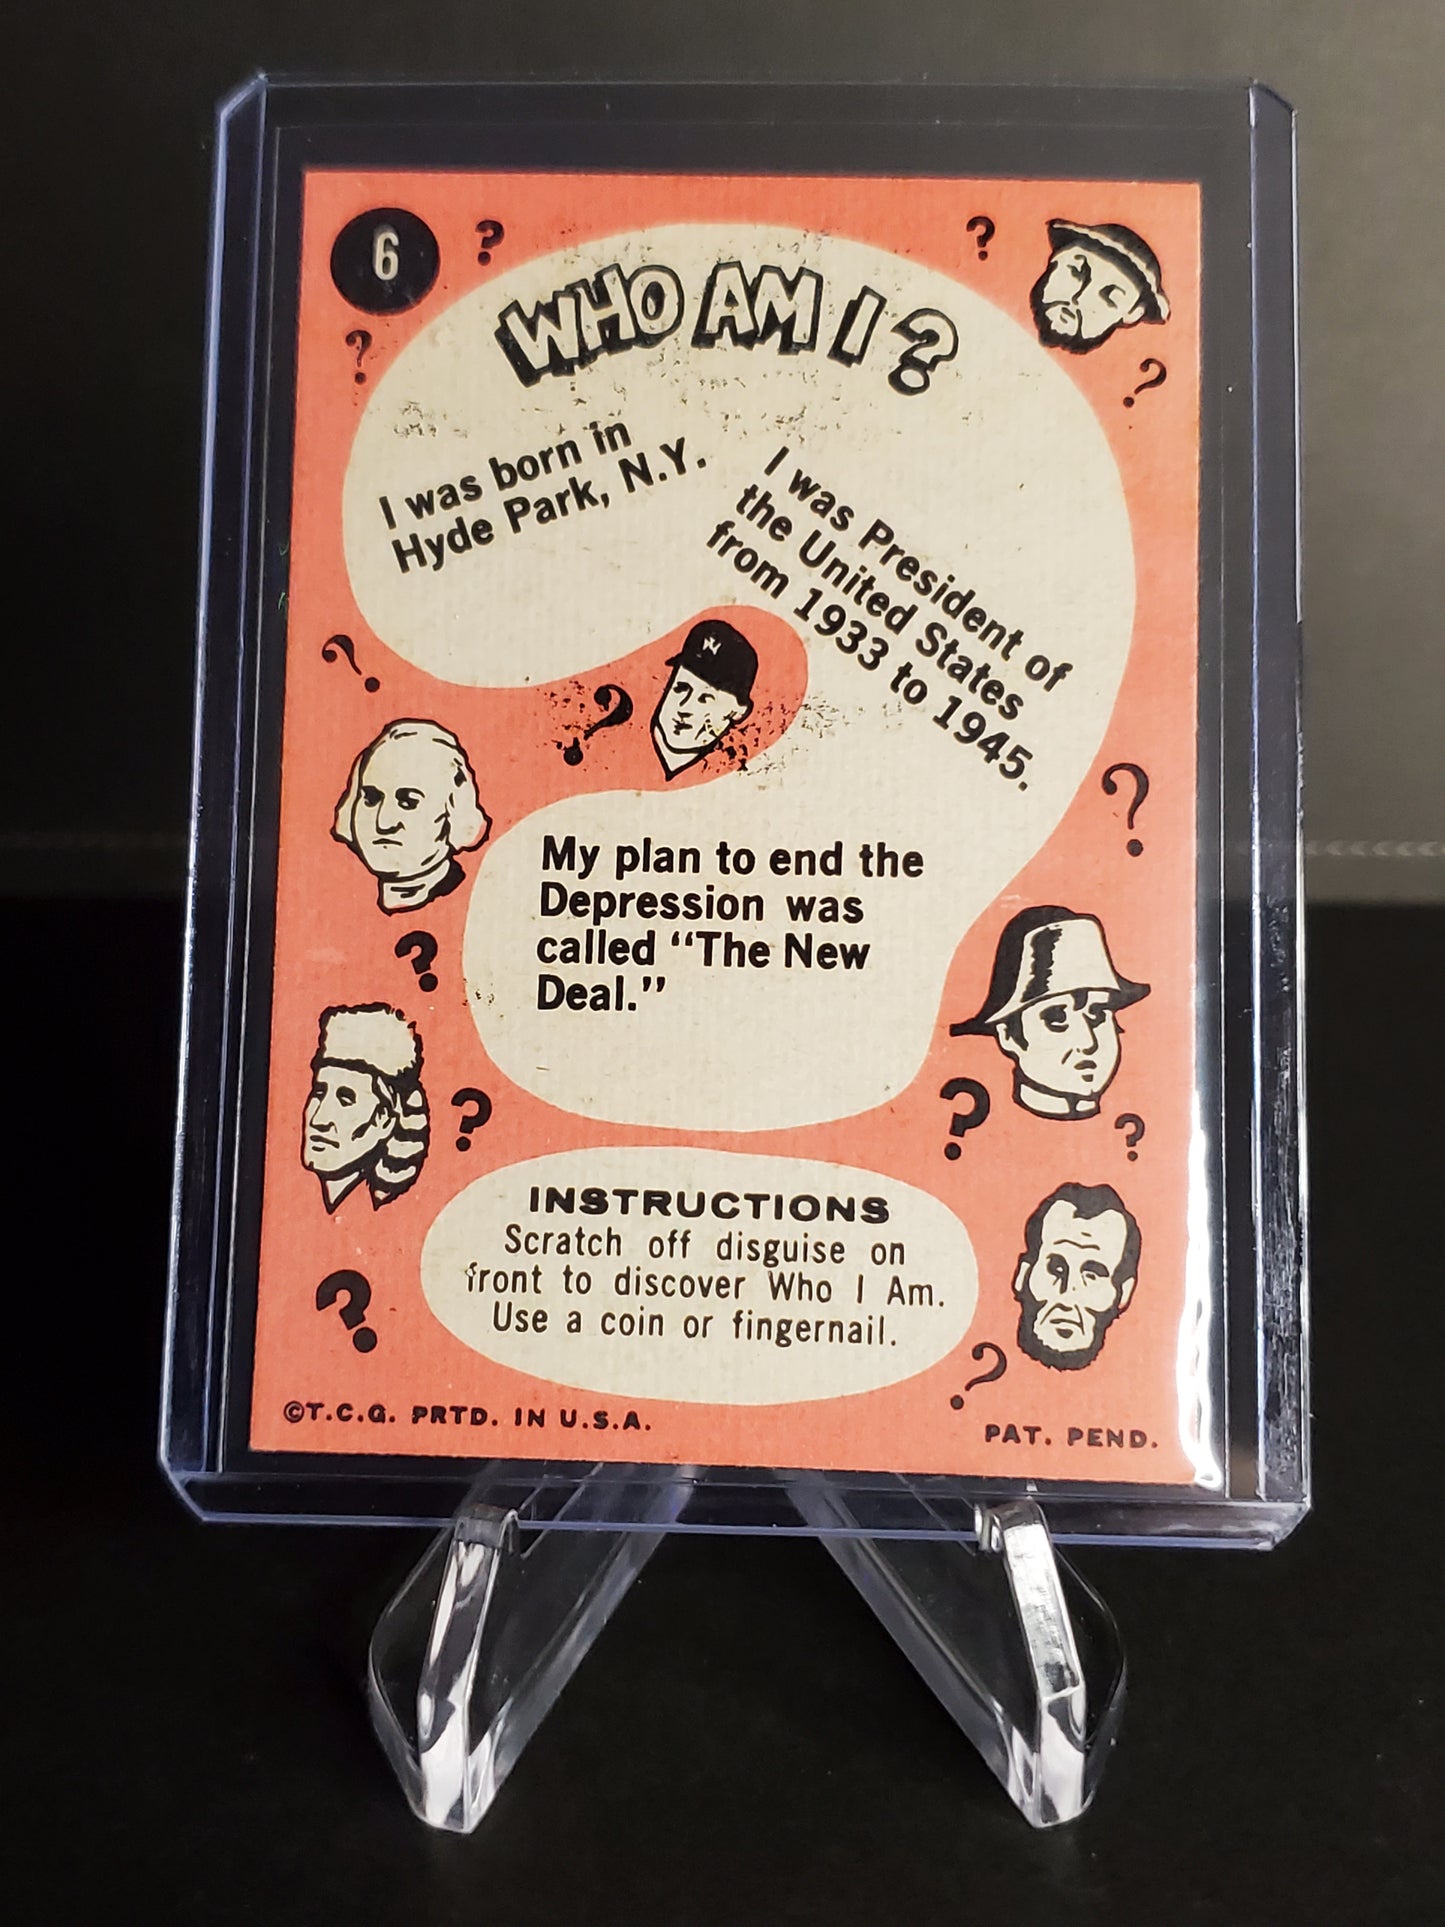 6
WHO AM I?
I was born in
Hyde Park, N.Y.
I was President of
the United States
from 1933 to 1945.
My plan to end the
Depression was
called “The New
Deal.”
INSTRUCTIONS
Scratch off disguise on
front to discover Who I Am.
Use a coin or fingernail.
©T.C.G. PRTD. IN U.S.A.
PAT. PEND.